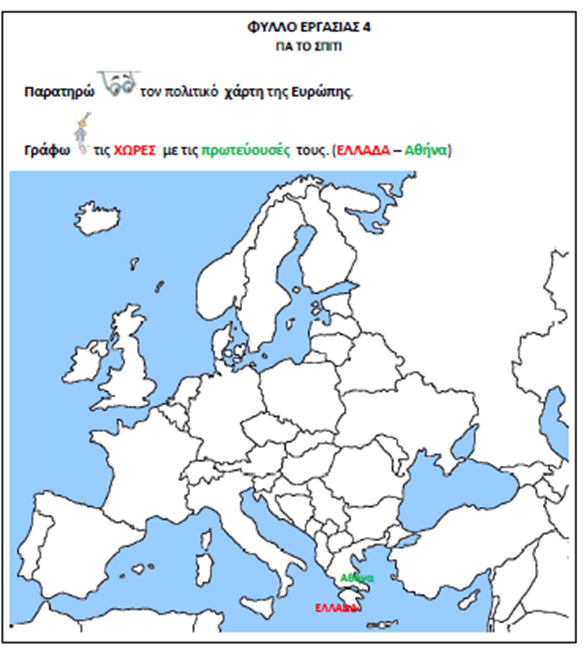 ΦΥΛΛΟ ΕΡΓΑΣΙΑΣ 4
ΓΙΑ ΤΟ ΣΠΙΤΙ
Παρατηρώ τον πολιτικό χάρτη της Ευρώπης.
Γράφω τις ΧΩΡΕΣ με τις πρωτεύουσές τους. (ΕΛΛΑΔΑ – Αθήνα)
Αθήνα
ΕΛΛΑΔΑ